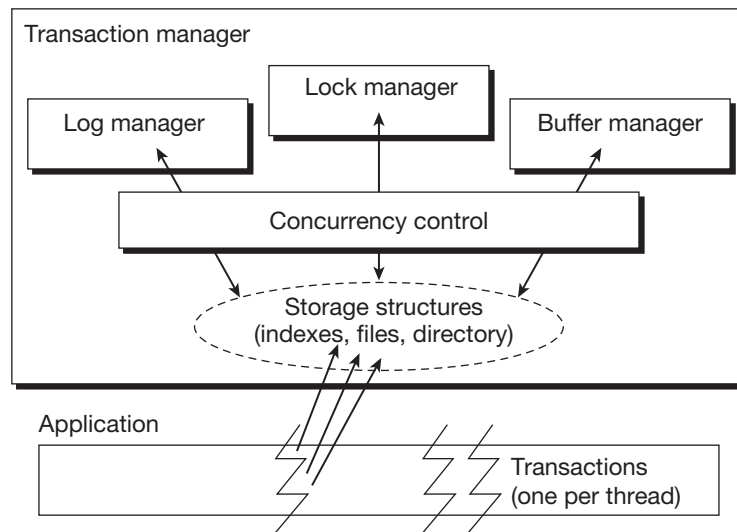 Transaction manager
Lock manager
Log manager
Buffer manager
Concurrency control
Storage structures
(indexes, files, directory)
Application
Transactions
(one per thread)